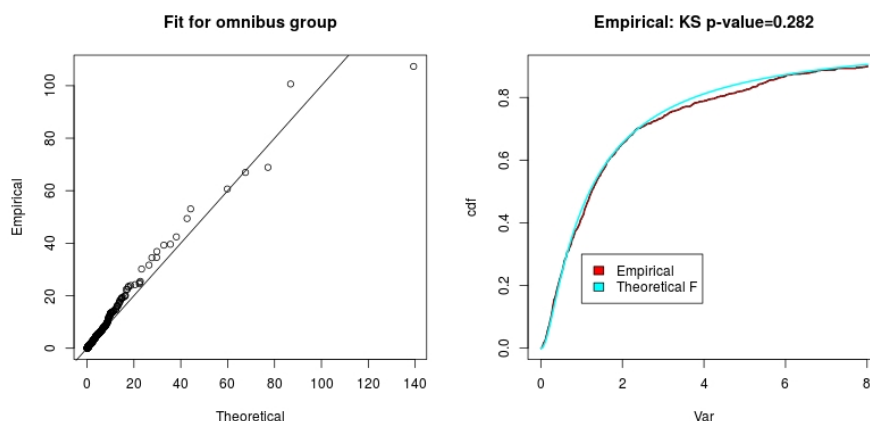 Fit for omnibus group
Empirical
100
80
60
40
20
0
0 20 40 60 80 100 120 140
Theoretical
Empirical: KS p-value=0.282
cdf
0.8
0.6
0.4
0.2
0.0
Empirical
Theoretical F
0 2 4 6 8
Var